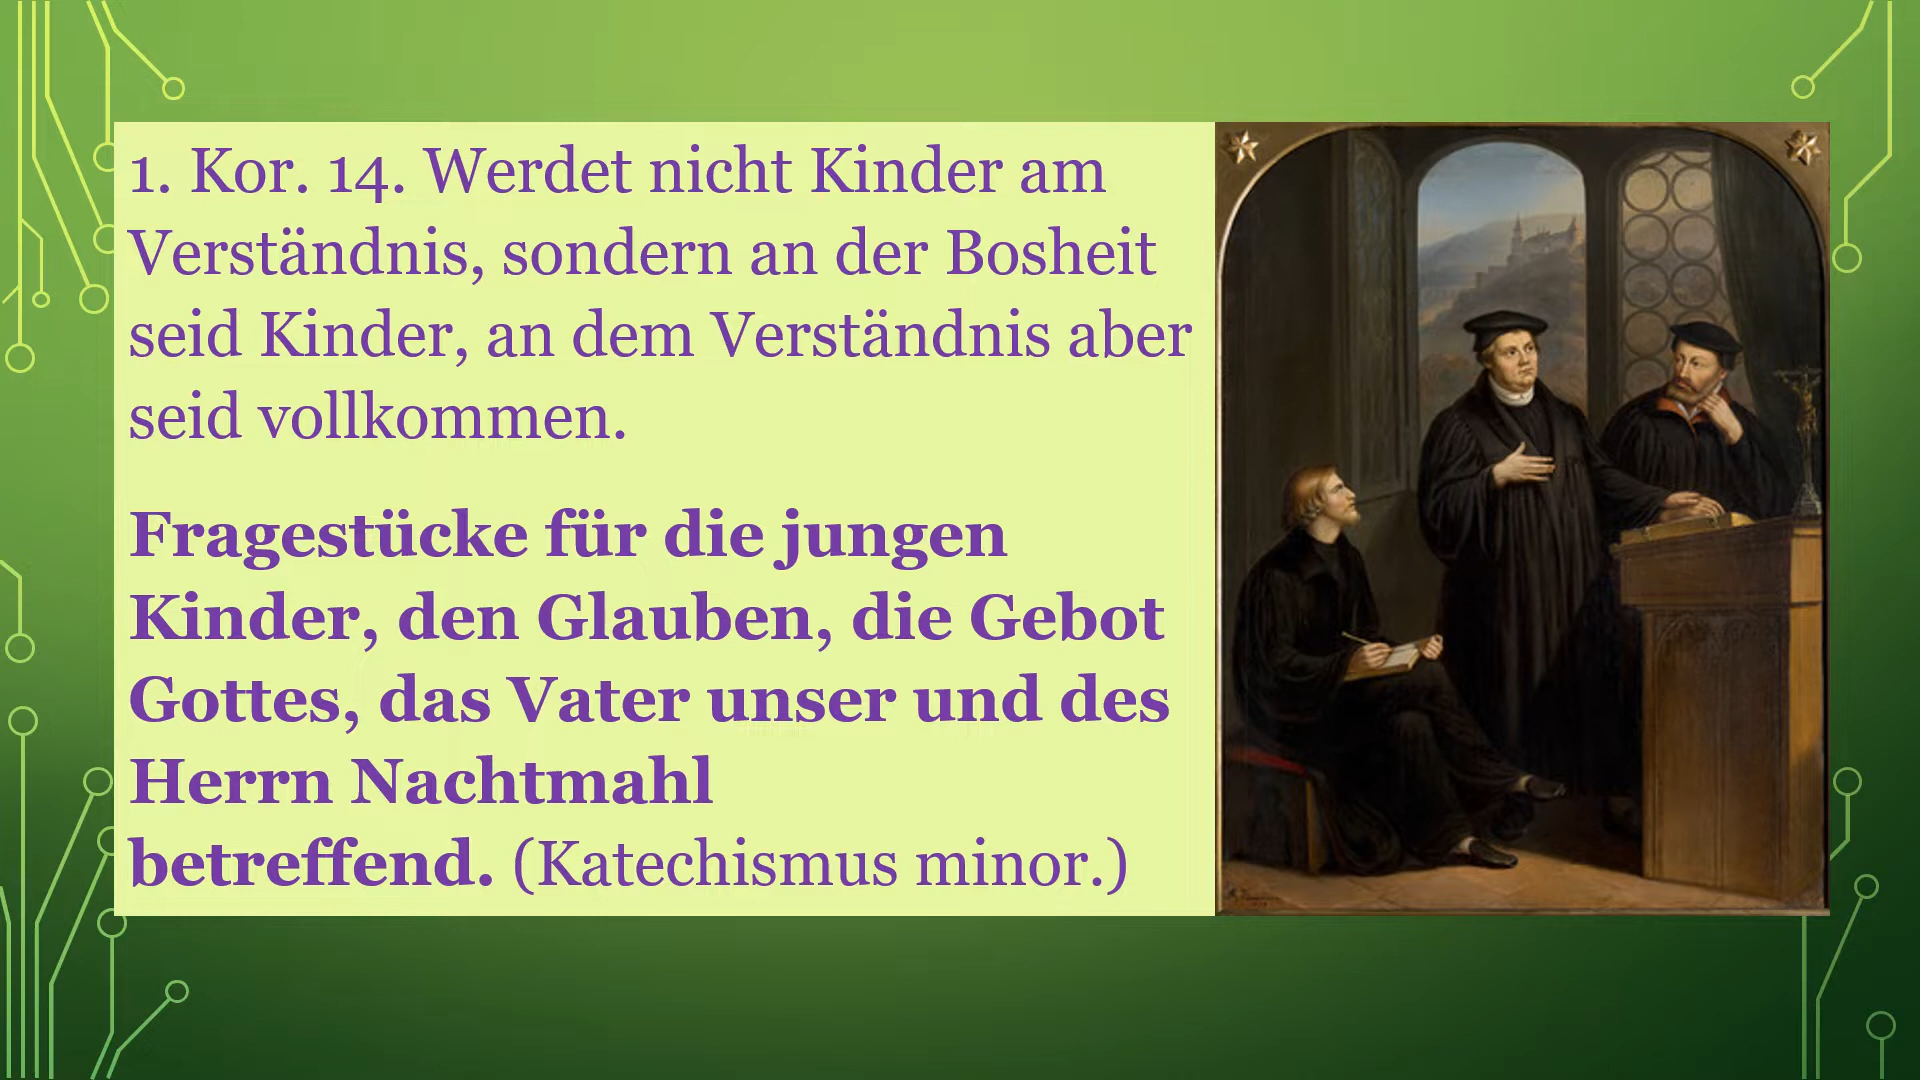 1. Kor. 14. Werdet nicht Kinder am
Verständnis, sondern an der Bosheit
seid Kinder, an dem Verständnis aber
seid vollkommen.
Fragestücke für die jungen
Kinder, den Glauben, die Gebot
Gottes, das Vater unser und des
Herrn Nachtmahl
betreffend. (Katechismus minor.)